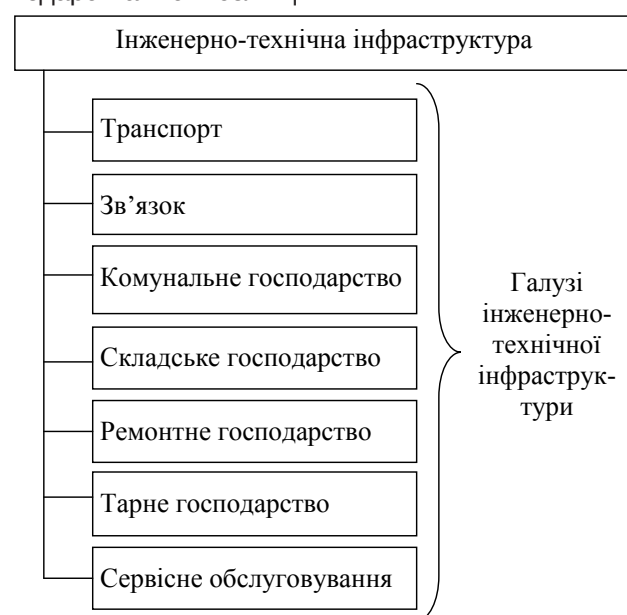 Інженерно-технічна інфраструктура
Транспорт
Зв’язок
Комунальне господарство
Складське господарство
Ремонтне господарство
Тарне господарство
Сервісне обслуговування
Галузі
інженерно-
технічної
інфраструк-
тури